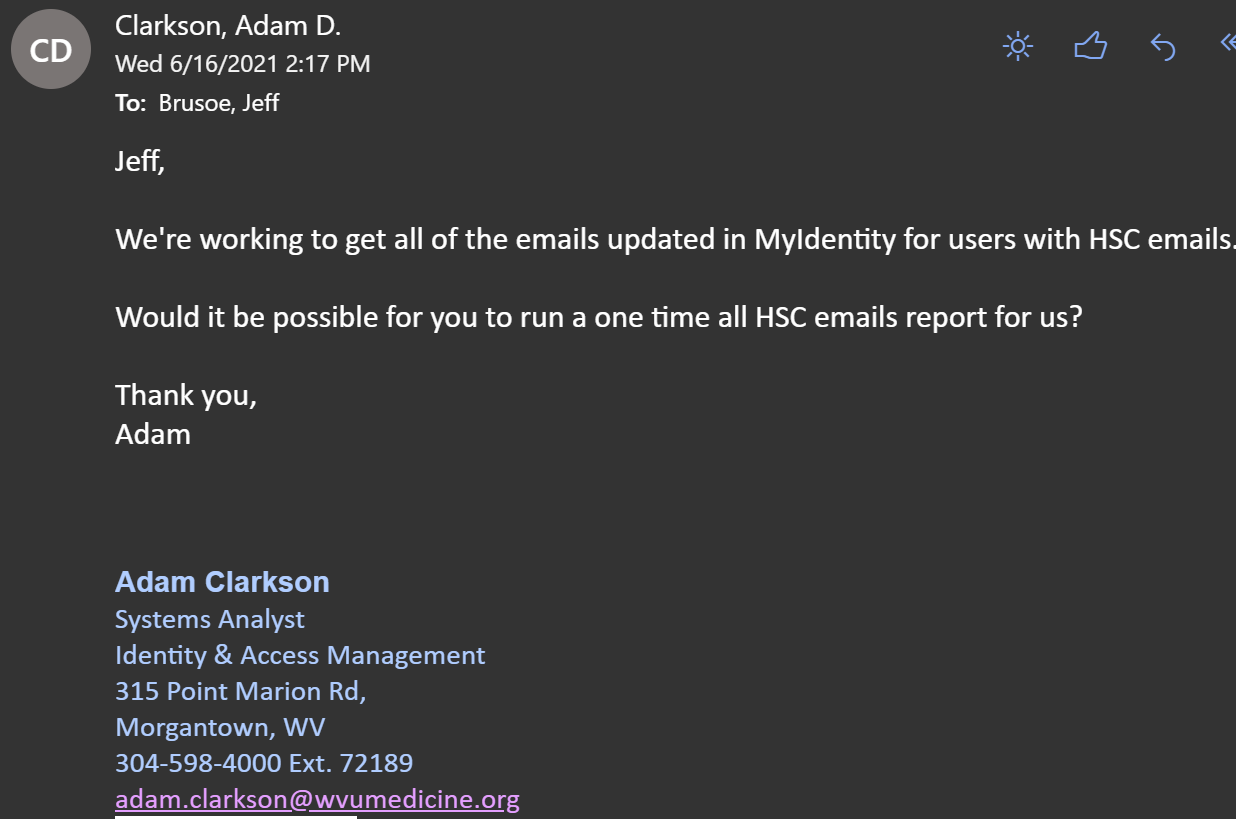 CD
Clarkson, Adam D.
Wed 6/16/2021 2:17 PM
To: Brusoe, Jeff
Jeff,
We're working to get all of the emails updated in MyIdentity for users with HSC emails.
Would it be possible for you to run a one time all HSC emails report for us?
Thank you,
Adam
Adam Clarkson
Systems Analyst
Identity & Access Management
315 Point Marion Rd,
Morgantown, WV
304-598-4000 Ext. 72189
adam.clarkson@wvumedicine.org